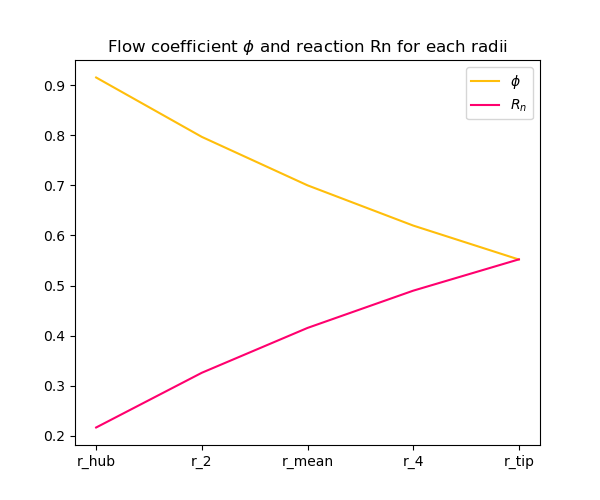 Flow coefficient ϕ and reaction Rn for each radii
ϕ
Rₙ
0.9
0.8
0.7
0.6
0.5
0.4
0.3
0.2
r_hub r_2 r_mean r_4 r_tip